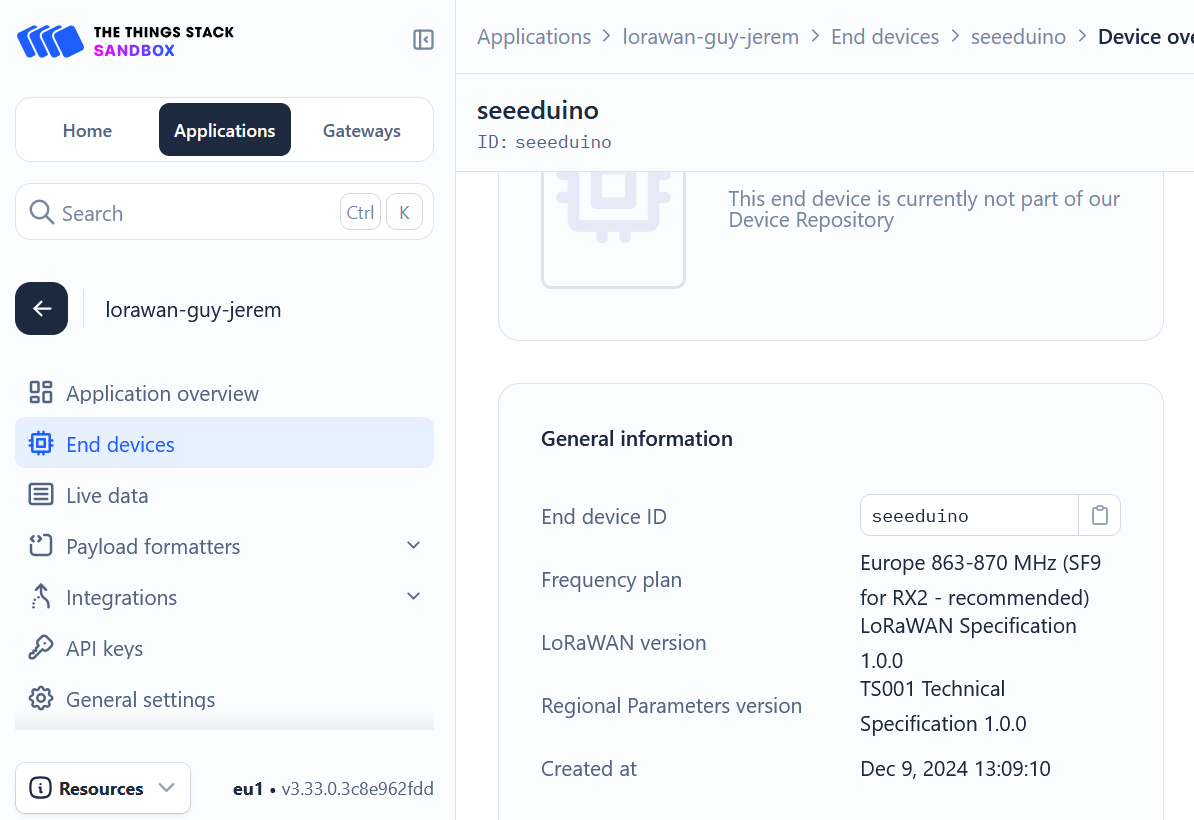 THE THINGS STACK
SANDBOX
Home
Applications
Gateways
Search
Ctrl
K
lorawan-guy-jerem
Application overview
End devices
Live data
Payload formatters
Integrations
API keys
General settings
Resources
eu1 • v3.33.0.3c8e962fdd
Applications > lorawan-guy-jerem > End devices > seeeduino > Device ove
seeeduino
ID: seeeduino
This end device is currently not part of our
Device Repository
General information
End device ID
seeeduino
Frequency plan
Europe 863-870 MHz (SF9
for RX2 - recommended)
LoRaWAN version
LoRaWAN Specification
1.0.0
Regional Parameters version
TS001 Technical
Specification 1.0.0
Created at
Dec 9, 2024 13:09:10